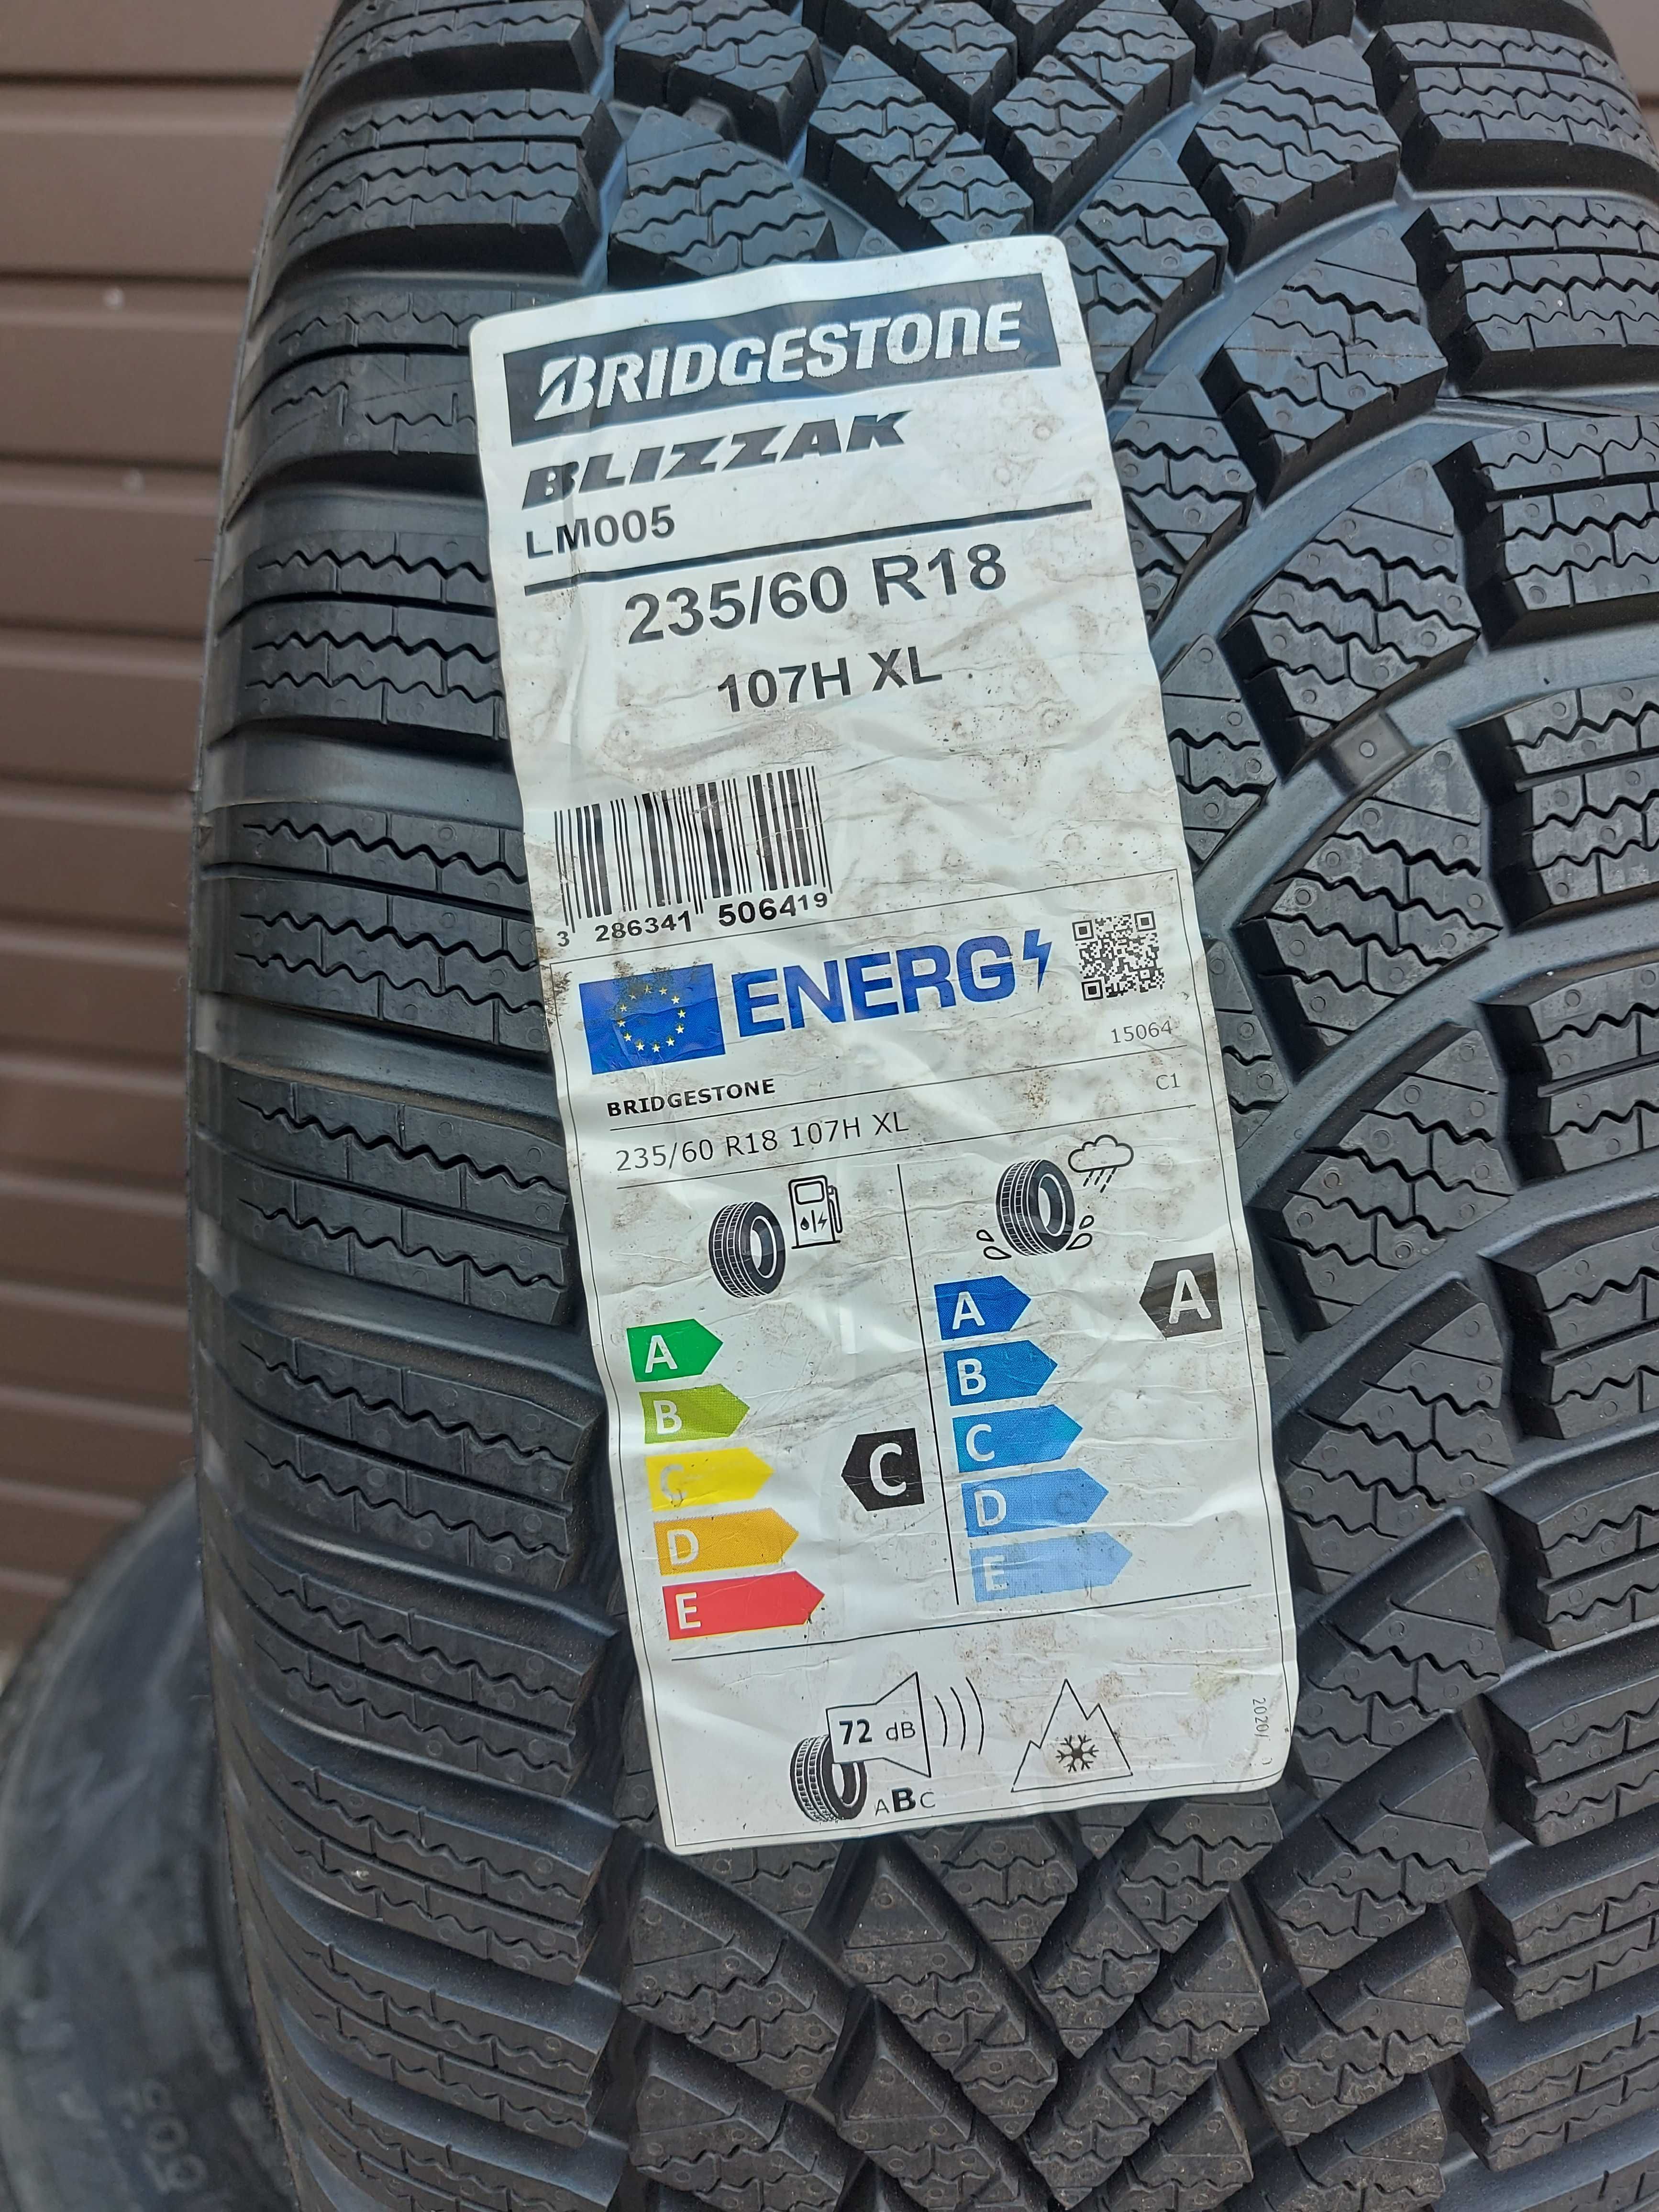 BRIDGESTONE
BLIZZAK
LM005
235/60 R18
107H XL
3 286341 506419
ENERG
15064
BRIDGESTONE
C1
235/60 R18 107H XL
A
A
B
C
D
E
C
A
B
C
D
E
72 dB
ABC